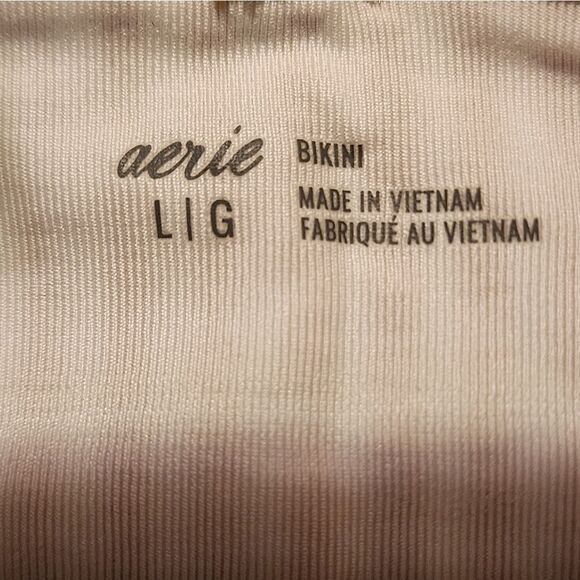 aerie BIKINI
L|G MADE IN VIETNAM
FABRIQUÉ AU VIETNAM